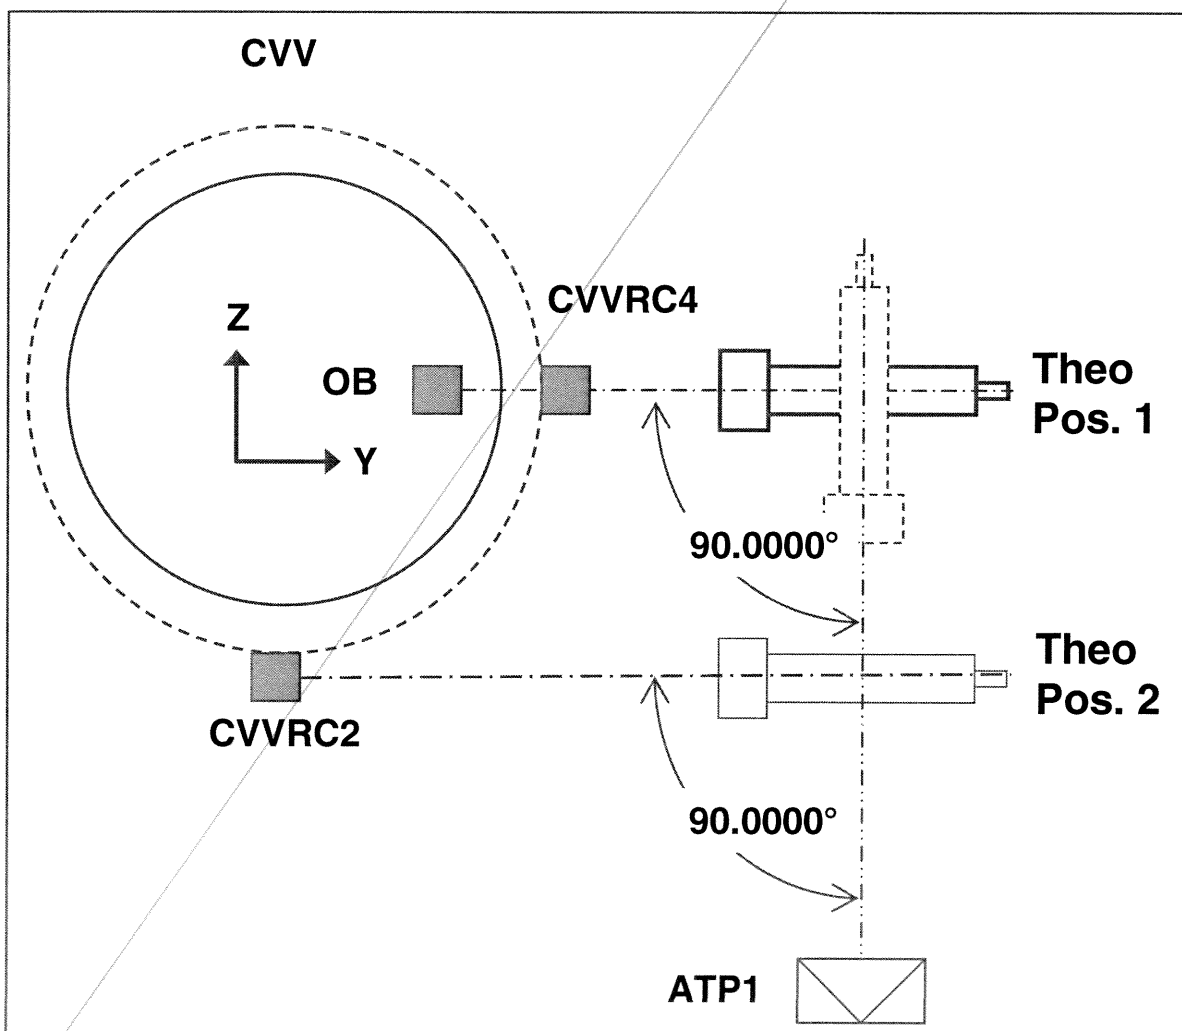 CVV
CVVRC4
Z
OB
Y
Theo
Pos. 1
90.0000°
Theo
Pos. 2
CVVRC2
90.0000°
ATP1